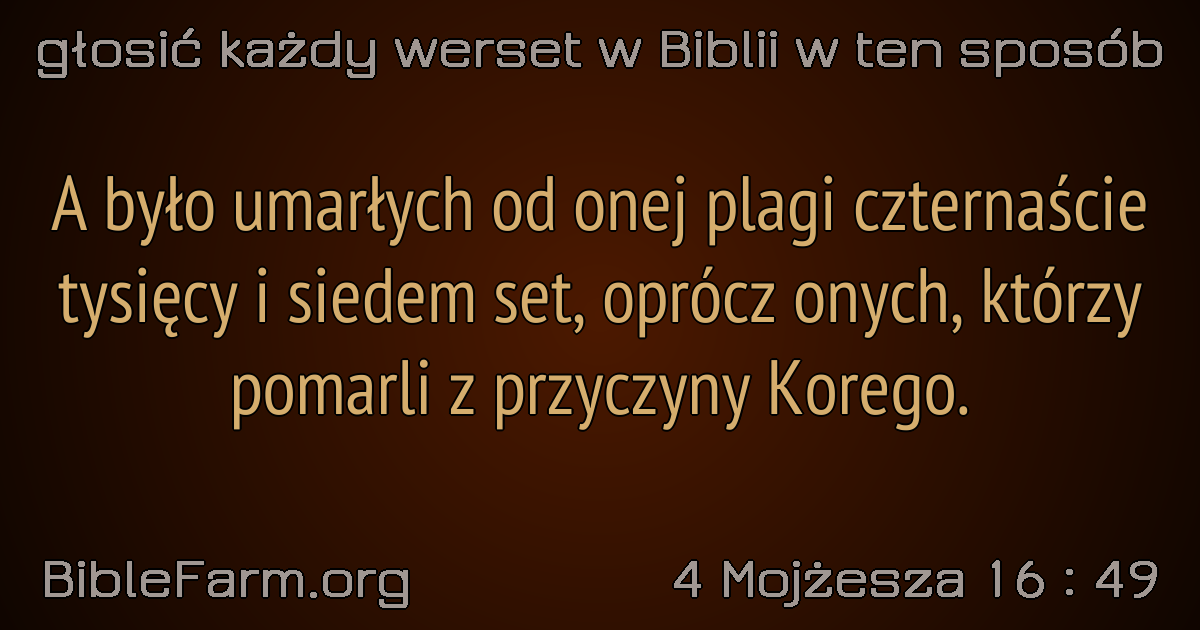 głosić każdy werset w Biblii w ten sposób
A było umarłych od onej plagi czternaście
tysięcy i siedem set, oprócz onych, którzy
pomarli z przyczyny Korego.
BibleFarm.org
4 Mojżesza 16 : 49